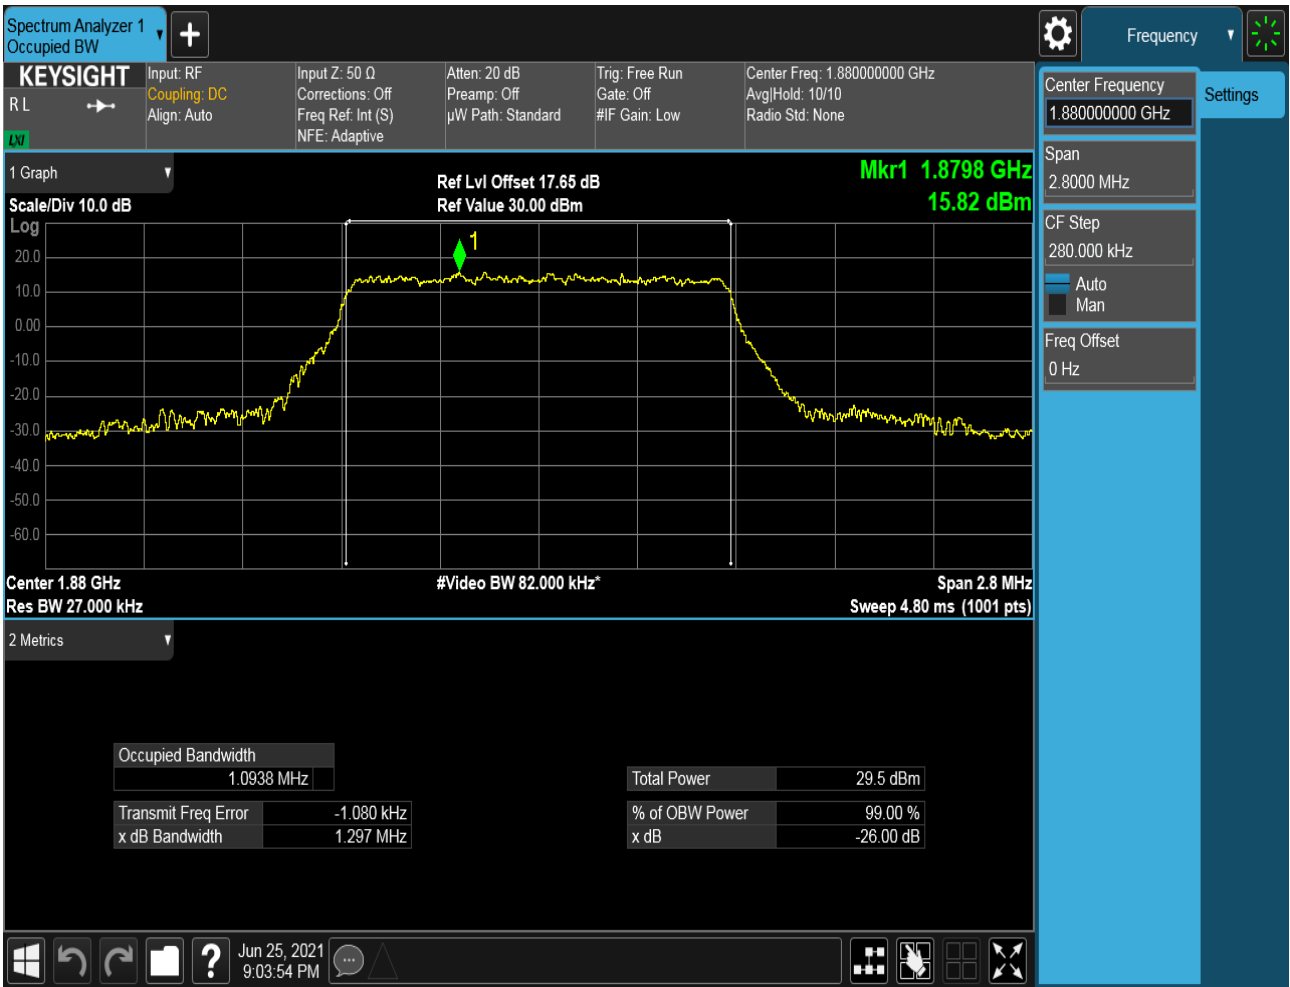 Spectrum Analyzer 1
Occupied BW
Frequency
KEYSIGHT
R L
LXI
Input: RF
Coupling: DC
Align: Auto
Input Z: 50 Ω
Corrections: Off
Freq Ref: Int (S)
NFE: Adaptive
Atten: 20 dB
Preamp: Off
µW Path: Standard
Trig: Free Run
Gate: Off
#IF Gain: Low
Center Freq: 1.880000000 GHz
Avg|Hold: 10/10
Radio Std: None
Center Frequency
1.880000000 GHz
Settings
Span
2.8000 MHz
CF Step
280.000 kHz
Auto
Man
Freq Offset
0 Hz
1 Graph
Scale/Div 10.0 dB
Ref Lvl Offset 17.65 dB
Ref Value 30.00 dBm
Mkr1 1.8798 GHz
15.82 dBm
Log
1
20.0
10.0
0.00
-10.0
-20.0
-30.0
-40.0
-50.0
-60.0
Center 1.88 GHz
Res BW 27.000 kHz
#Video BW 82.000 kHz*
Span 2.8 MHz
Sweep 4.80 ms (1001 pts)
2 Metrics
Occupied Bandwidth
1.0938 MHz
Transmit Freq Error -1.080 kHz
x dB Bandwidth 1.297 MHz
Total Power 29.5 dBm
% of OBW Power 99.00 %
x dB -26.00 dB
?
Jun 25, 2021
9:03:54 PM